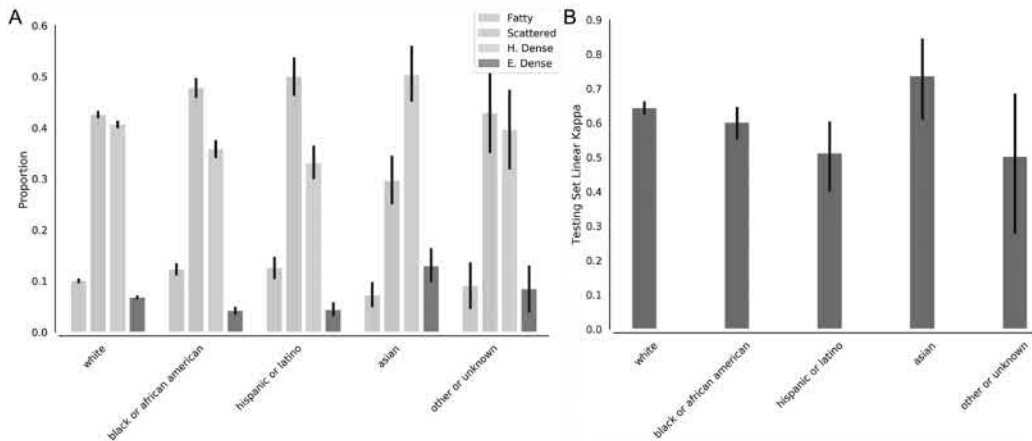 A
Proportion
0.6
0.5
0.4
0.3
0.2
0.1
0.0
Fatty
Scattered
H. Dense
E. Dense
white
black or african american
hispanic or latino
asian
other or unknown
B
Testing Set Linear Kappa
0.9
0.8
0.7
0.6
0.5
0.4
0.3
0.2
0.1
0.0
white
black or african american
hispanic or latino
asian
other or unknown